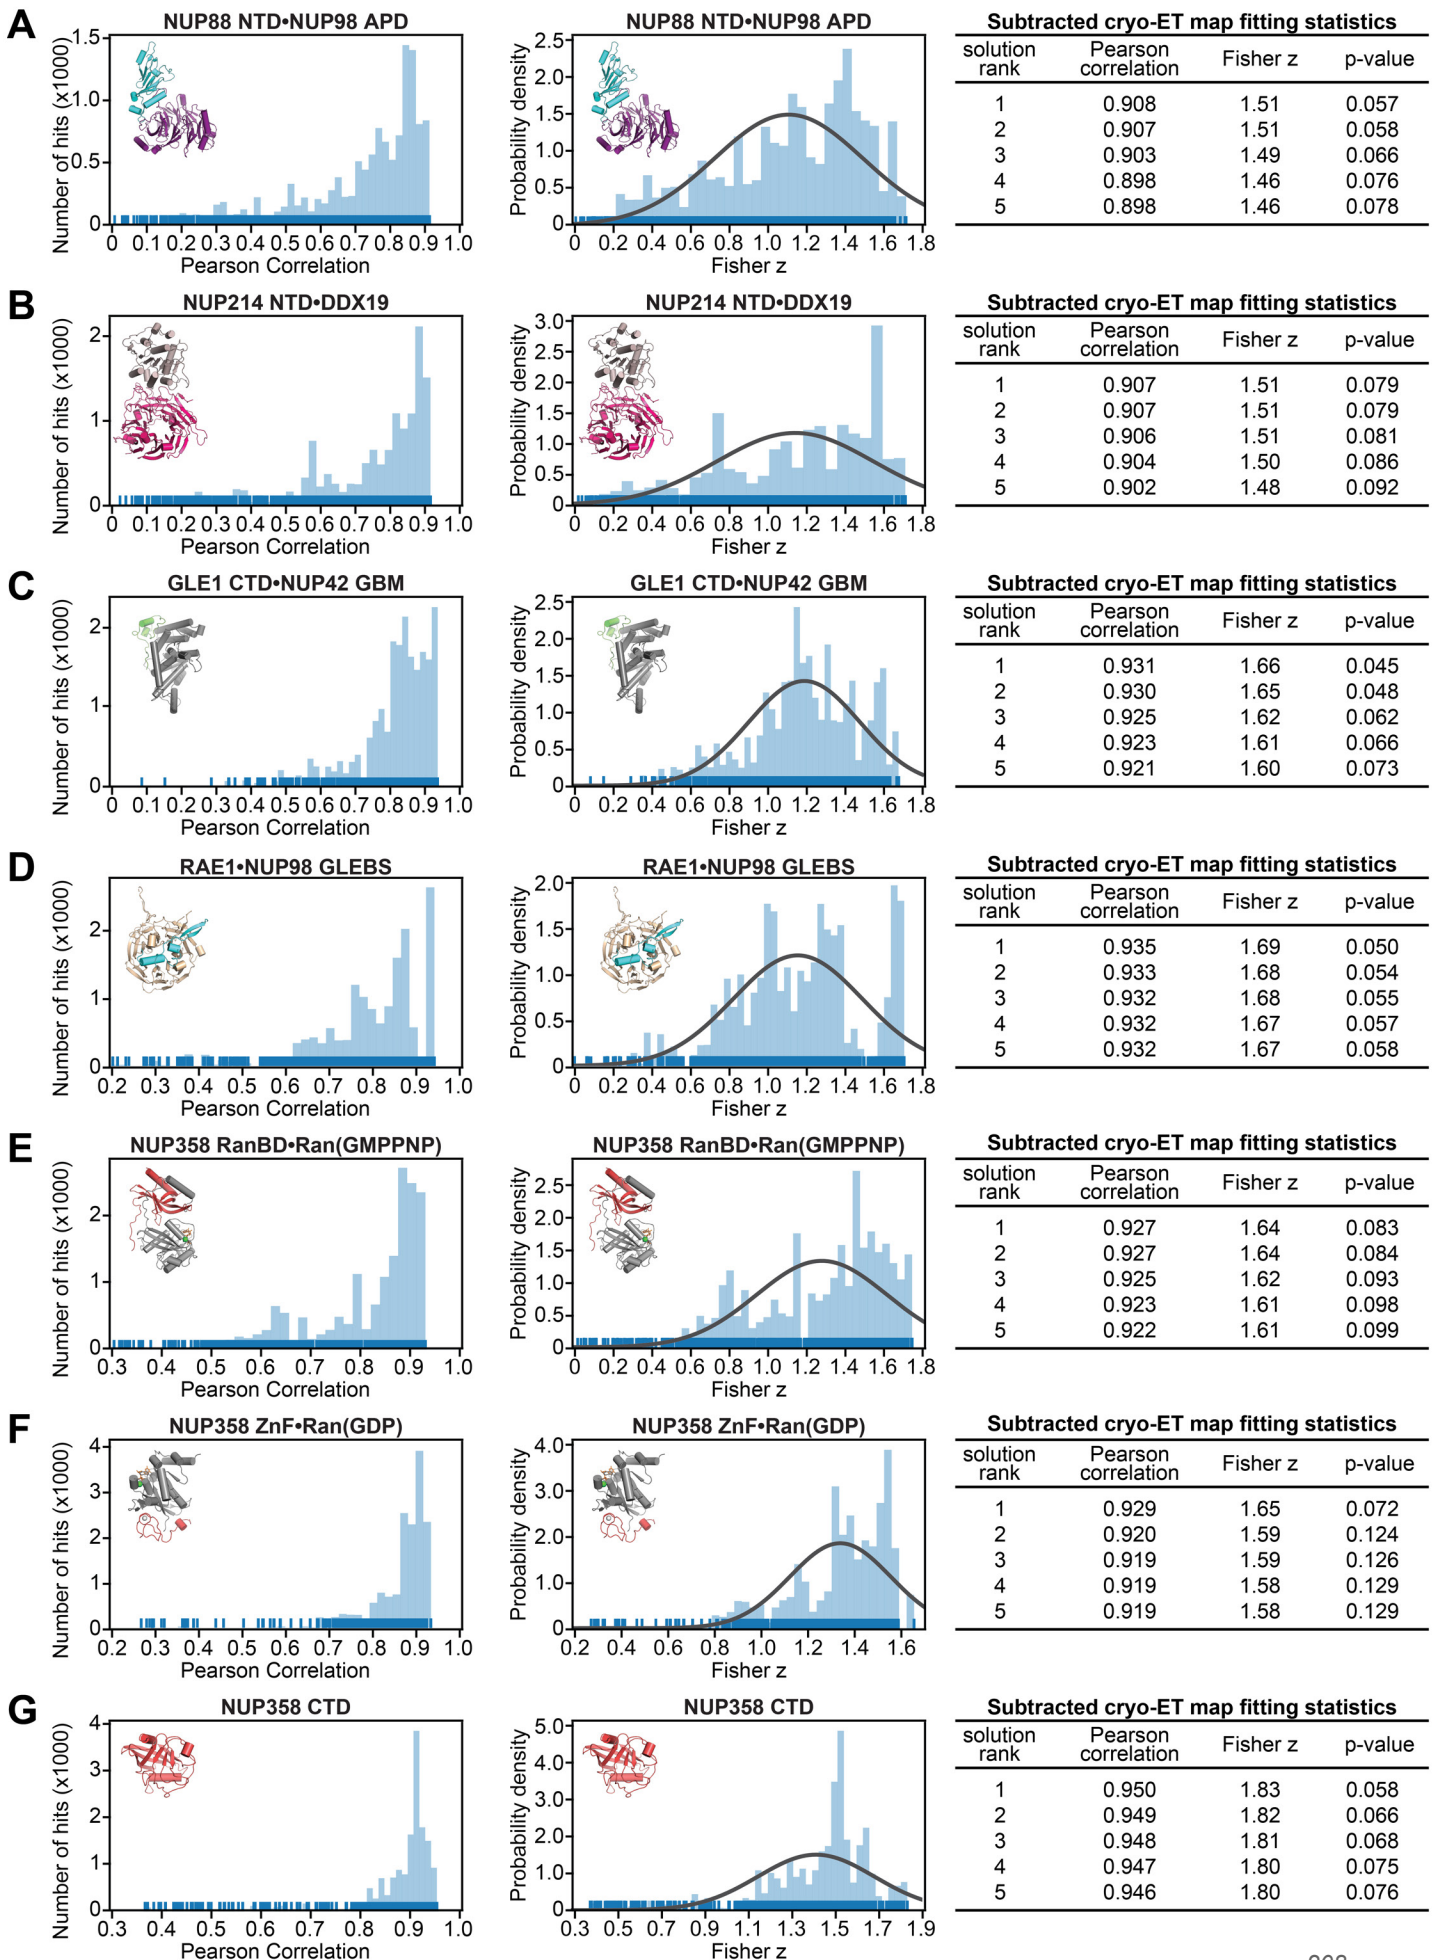 A
NUP88 NTD•NUP98 APD
Number of hits (x1000)
1.5
1.0
0.5
0
0 0.1 0.2 0.3 0.4 0.5 0.6 0.7 0.8 0.9 1.0
Pearson Correlation
NUP88 NTD•NUP98 APD
Probability density
2.5
2.0
1.5
1.0
0.5
0
0 0.2 0.4 0.6 0.8 1.0 1.2 1.4 1.6 1.8
Fisher z
Subtracted cryo-ET map fitting statistics
solution rank Pearson correlation Fisher z p-value
1 0.908 1.51 0.057
2 0.907 1.51 0.058
3 0.903 1.49 0.066
4 0.898 1.46 0.076
5 0.898 1.46 0.078
B
NUP214 NTD•DDX19
Number of hits (x1000)
2
1
0
0 0.1 0.2 0.3 0.4 0.5 0.6 0.7 0.8 0.9 1.0
Pearson Correlation
NUP214 NTD•DDX19
Probability density
3.0
2.5
2.0
1.5
1.0
0.5
0
0 0.2 0.4 0.6 0.8 1.0 1.2 1.4 1.6 1.8
Fisher z
Subtracted cryo-ET map fitting statistics
solution rank Pearson correlation Fisher z p-value
1 0.907 1.51 0.079
2 0.907 1.51 0.079
3 0.906 1.51 0.081
4 0.904 1.50 0.086
5 0.902 1.48 0.092
C
GLE1 CTD•NUP42 GBM
Number of hits (x1000)
2
1
0
0 0.1 0.2 0.3 0.4 0.5 0.6 0.7 0.8 0.9 1.0
Pearson Correlation
GLE1 CTD•NUP42 GBM
Probability density
2.5
2.0
1.5
1.0
0.5
0
0 0.2 0.4 0.6 0.8 1.0 1.2 1.4 1.6 1.8
Fisher z
Subtracted cryo-ET map fitting statistics
solution rank Pearson correlation Fisher z p-value
1 0.931 1.66 0.045
2 0.930 1.65 0.048
3 0.925 1.62 0.062
4 0.923 1.61 0.066
5 0.921 1.60 0.073
D
RAE1•NUP98 GLEBS
Number of hits (x1000)
2
1
0
0.2 0.3 0.4 0.5 0.6 0.7 0.8 0.9 1.0
Pearson Correlation
RAE1•NUP98 GLEBS
Probability density
2.0
1.5
1.0
0.5
0
0 0.2 0.4 0.6 0.8 1.0 1.2 1.4 1.6 1.8
Fisher z
Subtracted cryo-ET map fitting statistics
solution rank Pearson correlation Fisher z p-value
1 0.935 1.69 0.050
2 0.933 1.68 0.054
3 0.932 1.68 0.055
4 0.932 1.67 0.057
5 0.932 1.67 0.058
E
NUP358 RanBD•Ran(GMPPNP)
Number of hits (x1000)
2
1
0
0.3 0.4 0.5 0.6 0.7 0.8 0.9 1.0
Pearson Correlation
NUP358 RanBD•Ran(GMPPNP)
Probability density
2.5
2.0
1.5
1.0
0.5
0
0 0.2 0.4 0.6 0.8 1.0 1.2 1.4 1.6 1.8
Fisher z
Subtracted cryo-ET map fitting statistics
solution rank Pearson correlation Fisher z p-value
1 0.927 1.64 0.083
2 0.927 1.64 0.084
3 0.925 1.62 0.093
4 0.923 1.61 0.098
5 0.922 1.61 0.099
F
NUP358 ZnF•Ran(GDP)
Number of hits (x1000)
4
3
2
1
0
0.2 0.3 0.4 0.5 0.6 0.7 0.8 0.9 1.0
Pearson Correlation
NUP358 ZnF•Ran(GDP)
Probability density
4.0
3.0
2.0
1.0
0
0.2 0.4 0.6 0.8 1.0 1.2 1.4 1.6
Fisher z
Subtracted cryo-ET map fitting statistics
solution rank Pearson correlation Fisher z p-value
1 0.929 1.65 0.072
2 0.920 1.59 0.124
3 0.919 1.59 0.126
4 0.919 1.58 0.129
5 0.919 1.58 0.129
G
NUP358 CTD
Number of hits (x1000)
4
3
2
1
0
0.3 0.4 0.5 0.6 0.7 0.8 0.9 1.0
Pearson Correlation
NUP358 CTD
Probability density
5.0
4.0
3.0
2.0
1.0
0
0.3 0.5 0.7 0.9 1.1 1.3 1.5 1.7 1.9
Fisher z
Subtracted cryo-ET map fitting statistics
solution rank Pearson correlation Fisher z p-value
1 0.950 1.83 0.058
2 0.949 1.82 0.066
3 0.948 1.81 0.068
4 0.947 1.80 0.075
5 0.946 1.80 0.076